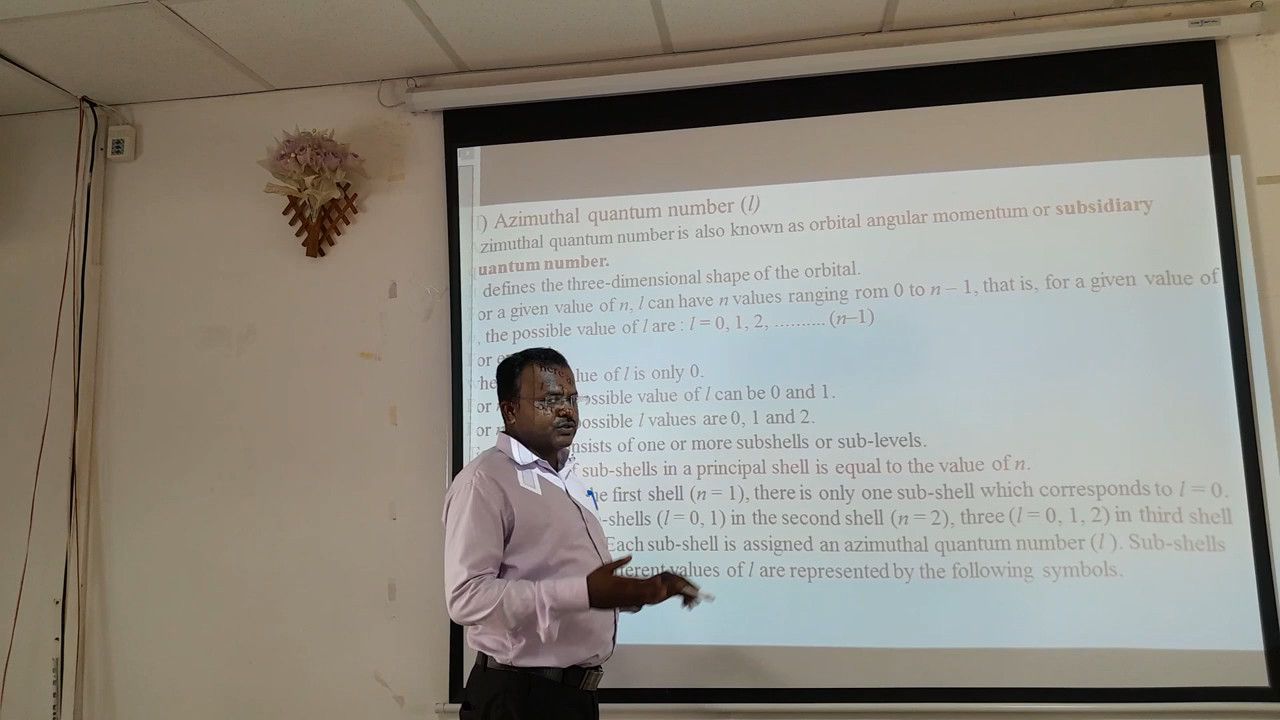 ) Azimuthal quantum number (l)
zimuthal quantum number is also known as orbital angular momentum or subsidiary
uantum number.
defines the three-dimensional shape of the orbital.
or a given value of n, l can have n values ranging rom 0 to n – 1, that is, for a given value of
, the possible value of l are : l = 0, 1, 2, .......... (n–1)
or
lue of l is only 0.
or ossible value of l can be 0 and 1.
or ossible l values are 0, 1 and 2.
nsists of one or more subshells or sub-levels.
f sub-shells in a principal shell is equal to the value of n.
he first shell (n = 1), there is only one sub-shell which corresponds to l = 0.
-shells (l = 0, 1) in the second shell (n = 2), three (l = 0, 1, 2) in third shell
Each sub-shell is assigned an azimuthal quantum number (l ). Sub-shells
ferent values of l are represented by the following symbols.